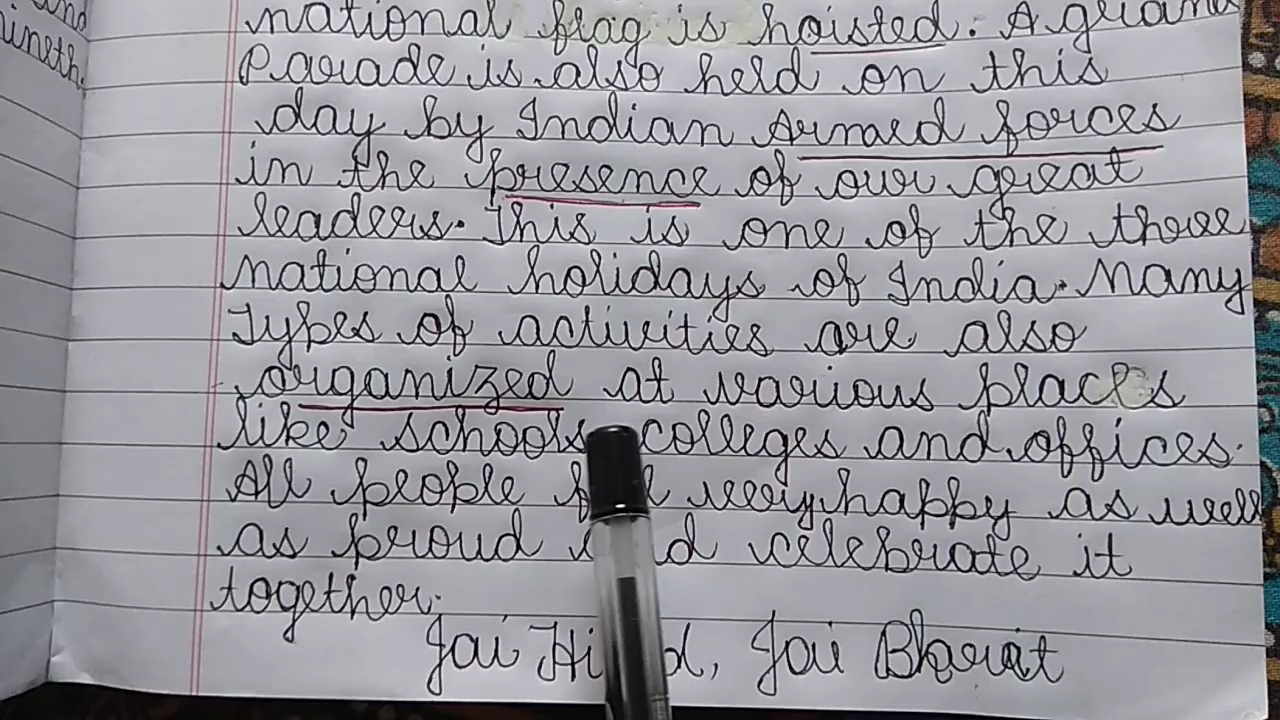 and
uneth.
national flag is hoisted. A grand
Parade is also held on this
day by Indian Armed forces
in the presence of our great
leaders. This is one of the three
national holidays of India. Many
Types of activities are also
organized at various places
like schools colleges and offices.
All people very happy as well
as proud celebrate it
together.
Jai Jai Bharat